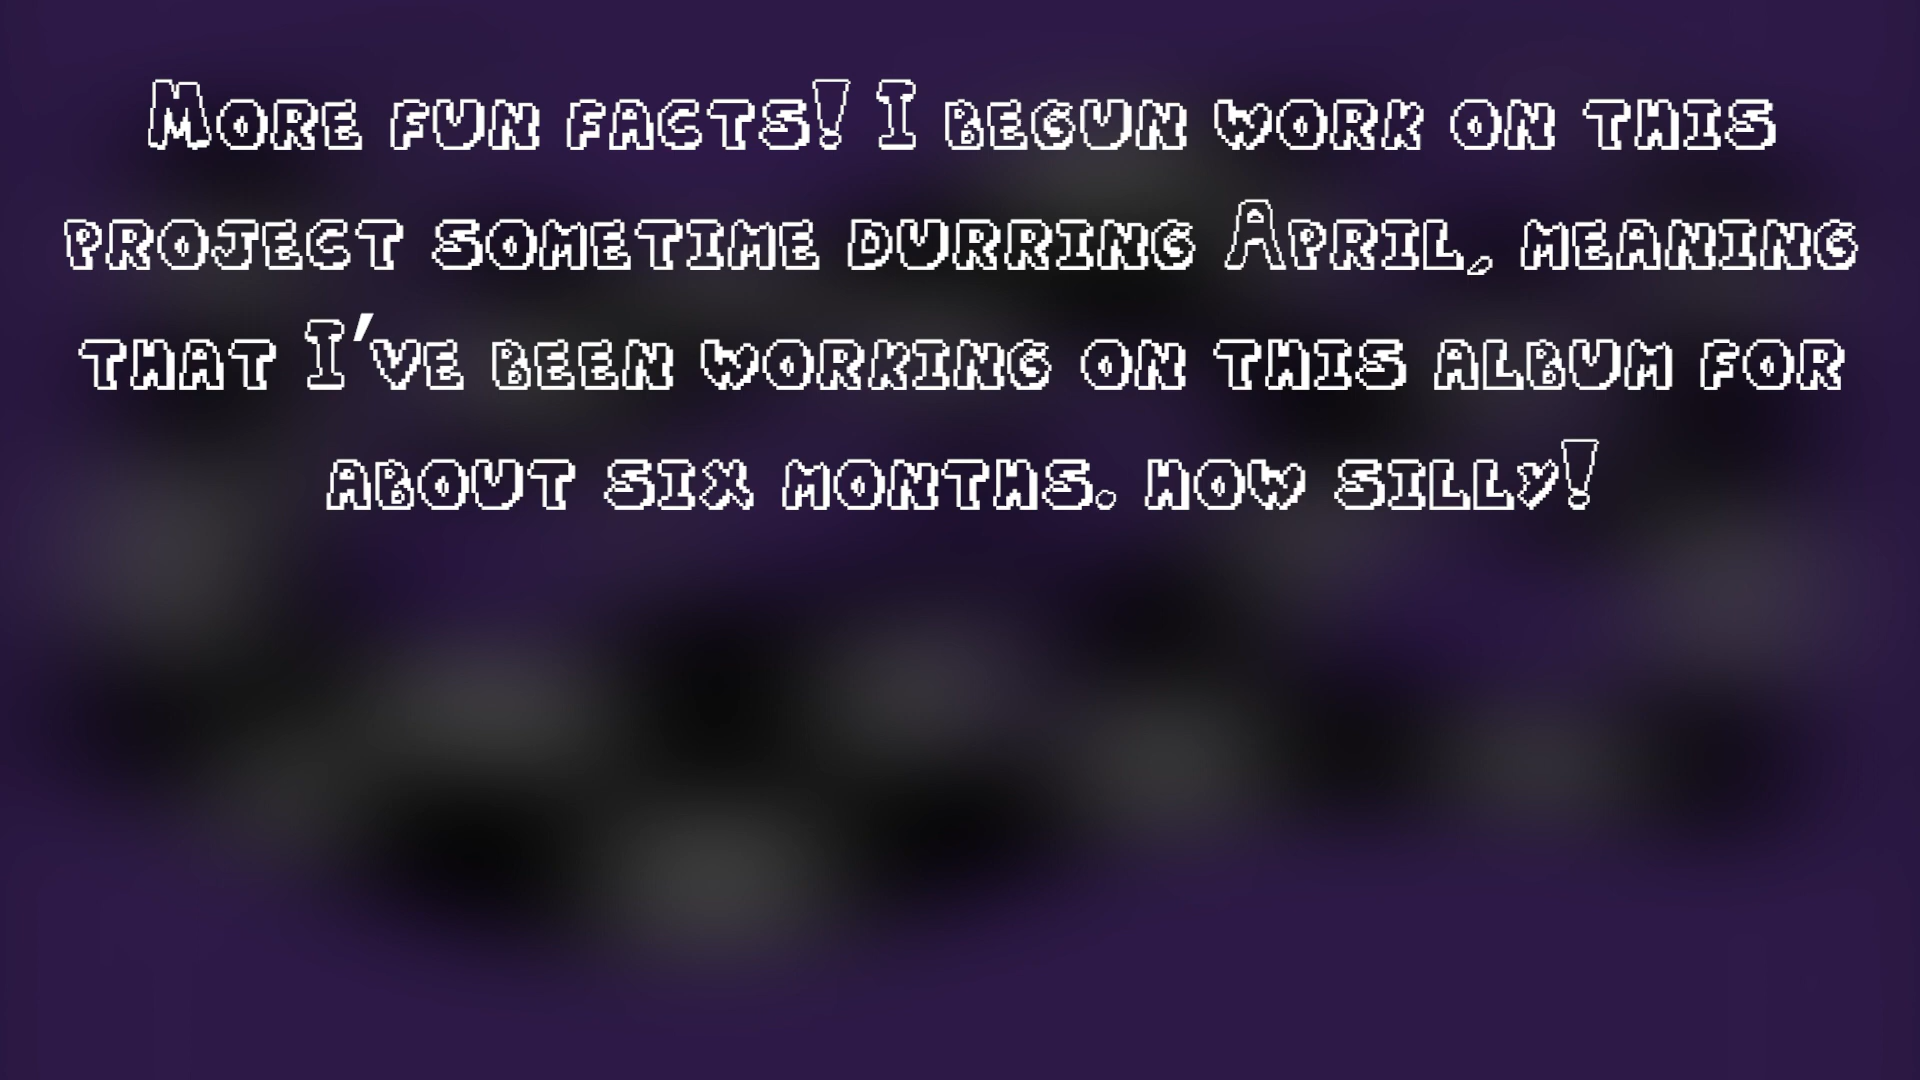 More fun facts! I begun work on this
project sometime durring April, meaning
that I've been working on this album for
about six months. how silly!